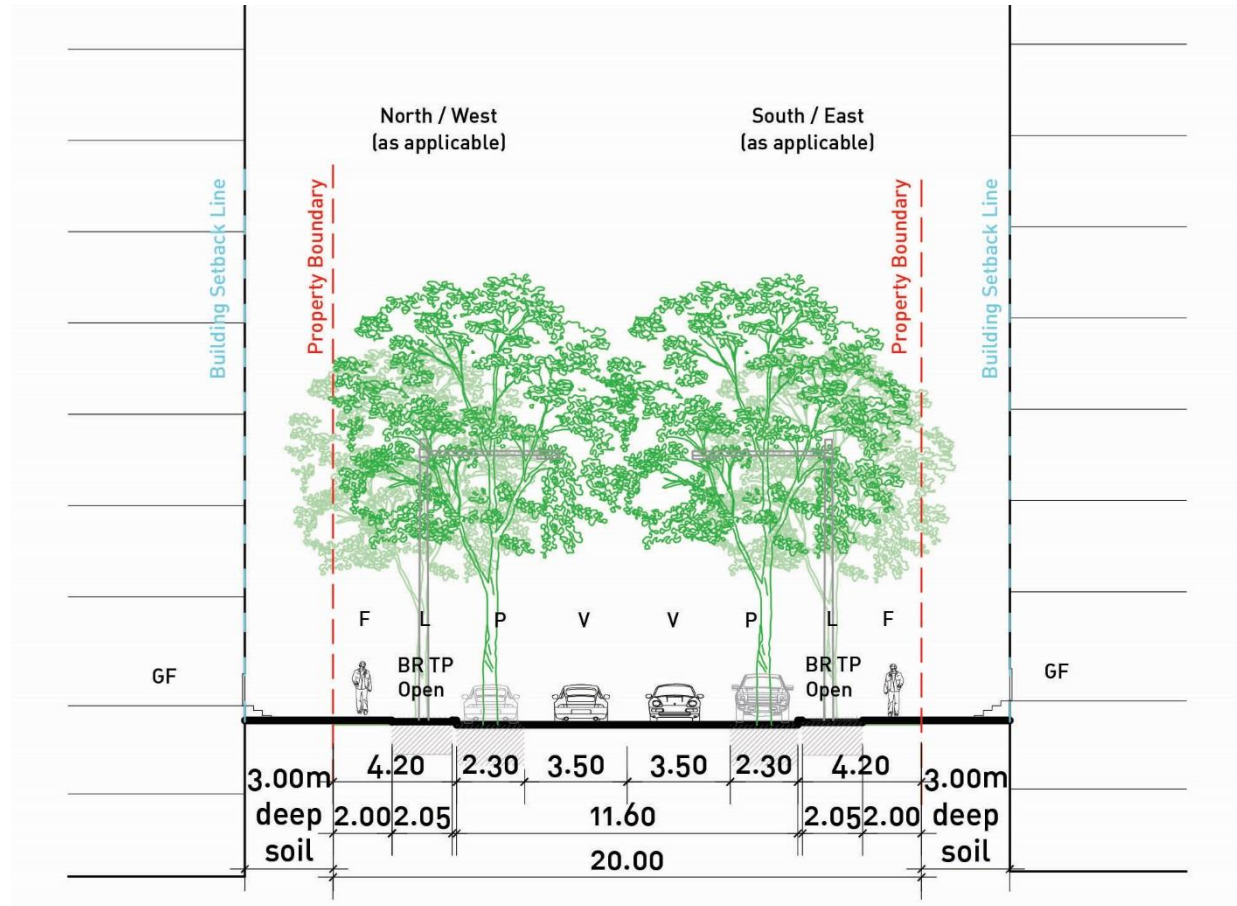 North / West
(as applicable)
South / East
(as applicable)
Building Setback Line
Property Boundary
Property Boundary
Building Setback Line
F L P V V P L F
GF
BR TP
Open
BR TP
Open
GF
4.20 2.30 3.50 3.50 2.30 4.20
3.00m
deep
soil
3.00m
deep
soil
2.00 2.05 11.60 2.05 2.00
20.00